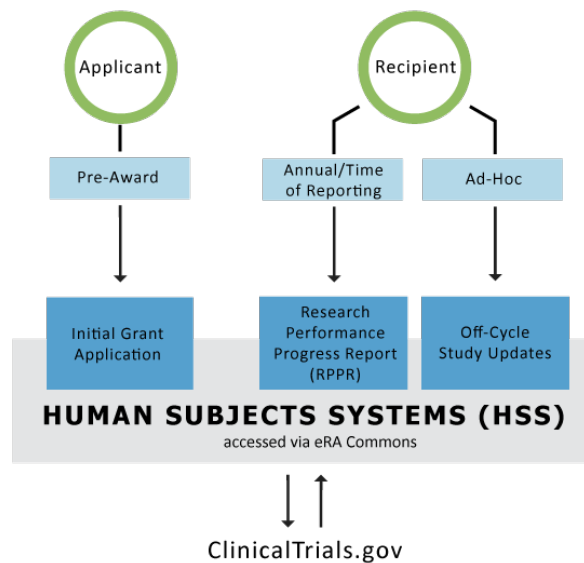 Applicant
Recipient
Pre-Award
Annual/Time
of Reporting
Ad-Hoc
Initial Grant
Application
Research
Performance
Progress Report
(RPPR)
Off-Cycle
Study Updates
HUMAN SUBJECTS SYSTEMS (HSS)
accessed via eRA Commons
ClinicalTrials.gov